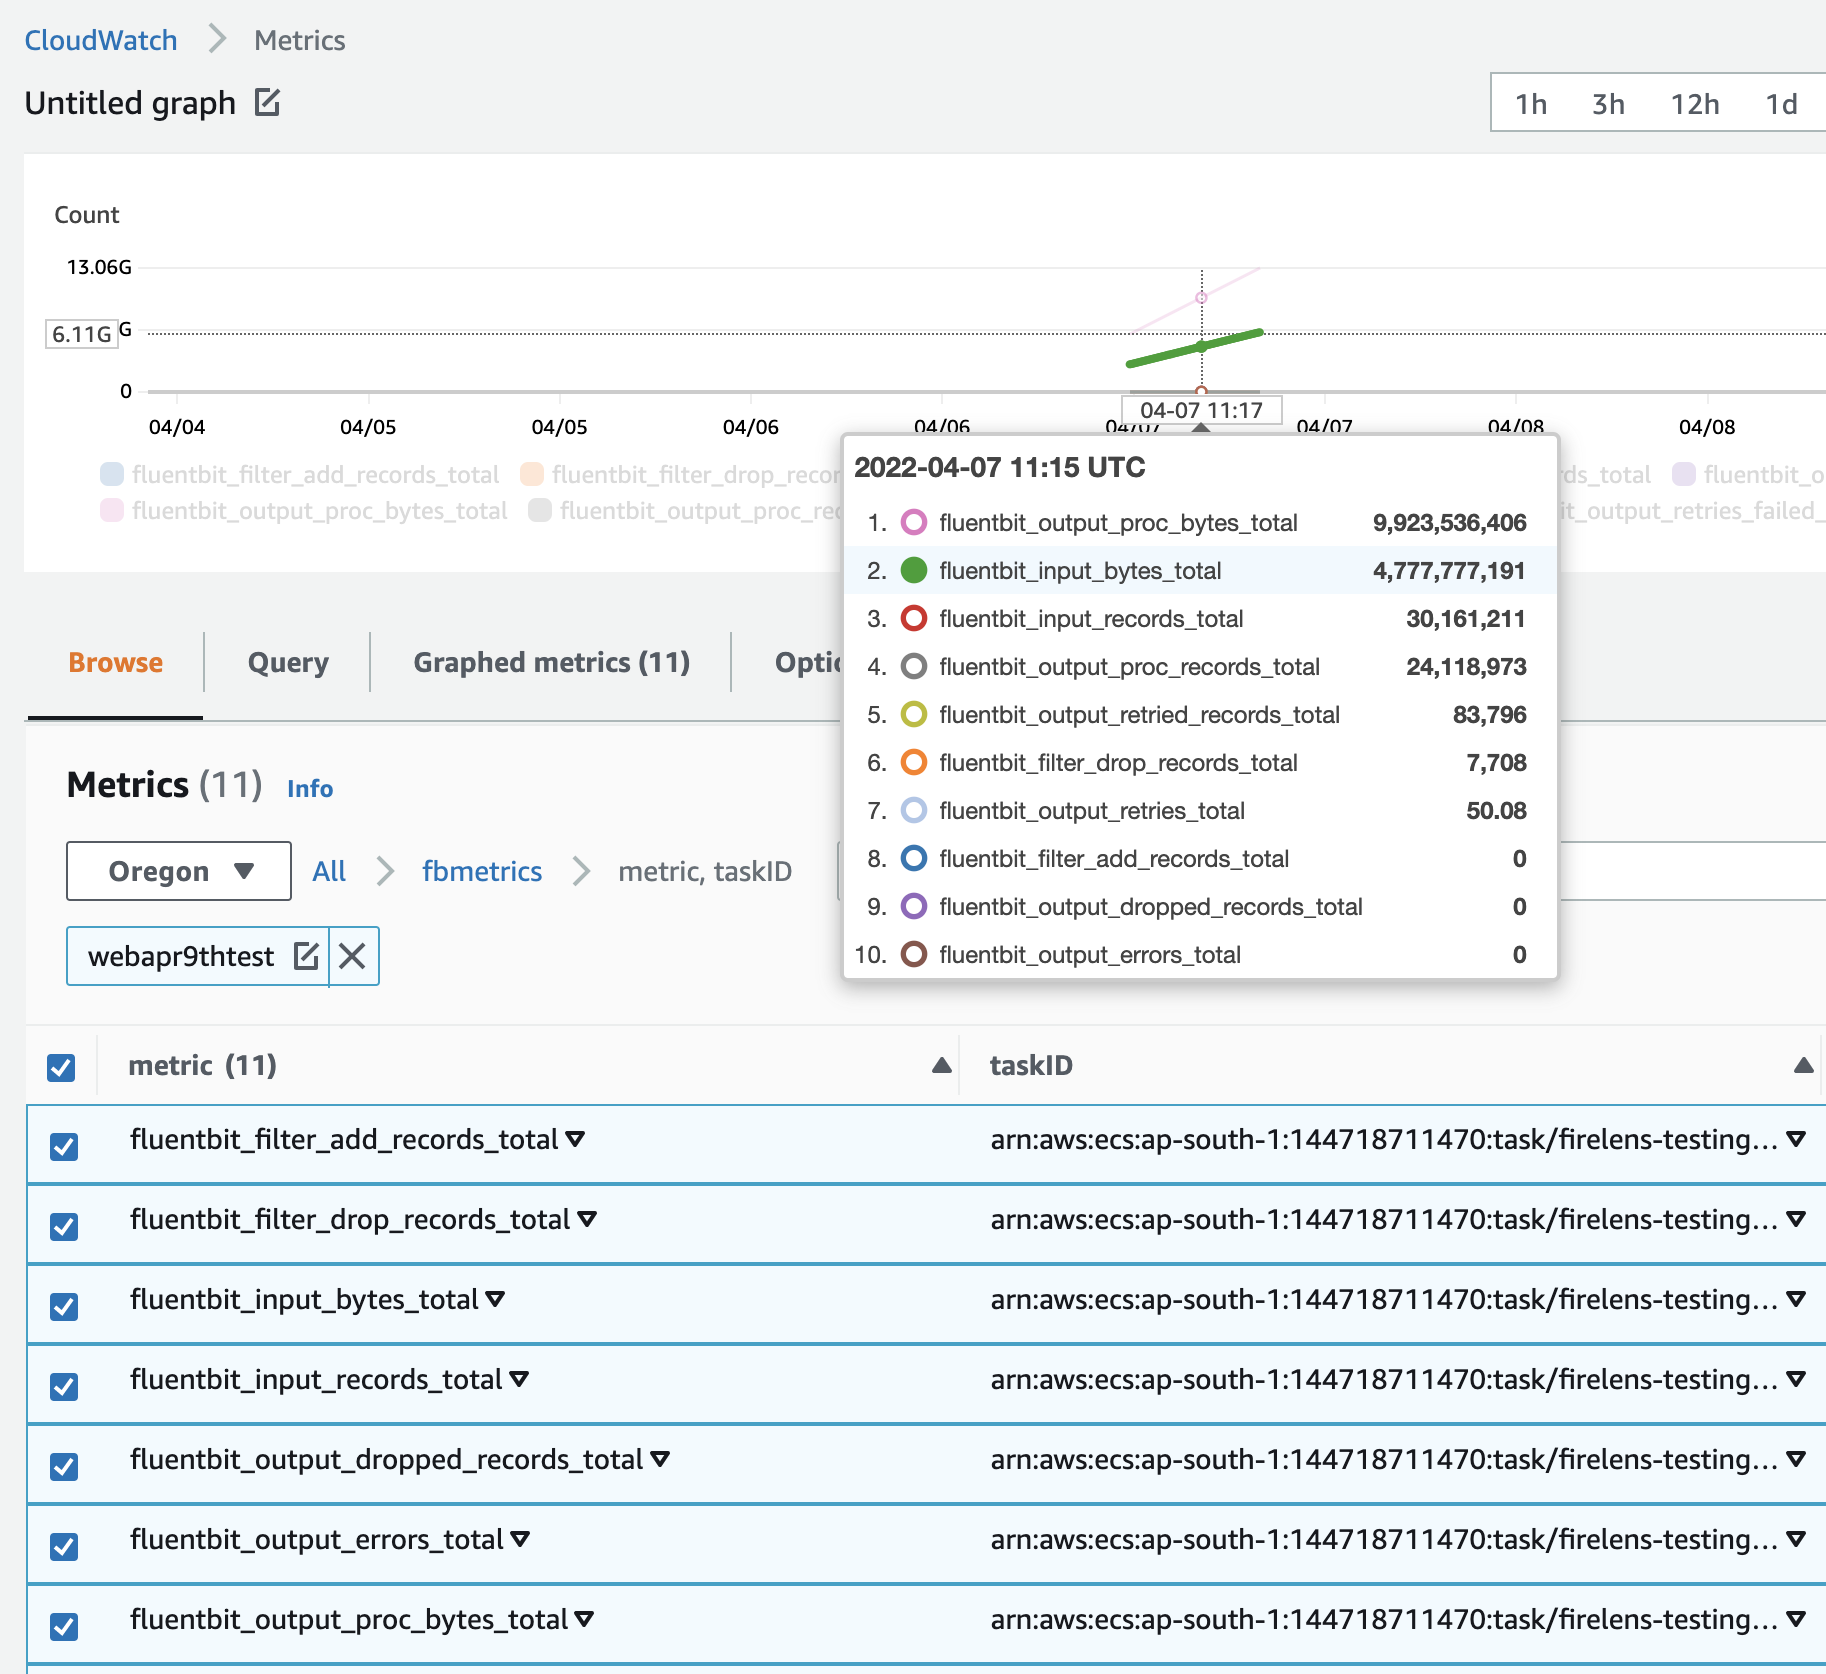 CloudWatch > Metrics
Untitled graph
1h 3h 12h 1d
Count
13.06G
6.11G G
0
04-07 11:17
04/04 04/05 04/05 04/06 04/06 04/07 04/07 04/08 04/08
fluentbit_filter_add_records_total fluentbit_filter_drop_recor rds_total fluentbit_o
fluentbit_output_proc_bytes_total fluentbit_output_proc_rec it_output_retries_failed_
2022-04-07 11:15 UTC
1. fluentbit_output_proc_bytes_total 9,923,536,406
2. fluentbit_input_bytes_total 4,777,777,191
3. fluentbit_input_records_total 30,161,211
4. fluentbit_output_proc_records_total 24,118,973
5. fluentbit_output_retried_records_total 83,796
6. fluentbit_filter_drop_records_total 7,708
7. fluentbit_output_retries_total 50.08
8. fluentbit_filter_add_records_total 0
9. fluentbit_output_dropped_records_total 0
10. fluentbit_output_errors_total 0
Browse Query Graphed metrics (11) Optio
Metrics (11) Info
Oregon All > fbmetrics > metric, taskID
webapr9thtest
metric (11) taskID
fluentbit_filter_add_records_total arn:aws:ecs:ap-south-1:144718711470:task/firelens-testing...
fluentbit_filter_drop_records_total arn:aws:ecs:ap-south-1:144718711470:task/firelens-testing...
fluentbit_input_bytes_total arn:aws:ecs:ap-south-1:144718711470:task/firelens-testing...
fluentbit_input_records_total arn:aws:ecs:ap-south-1:144718711470:task/firelens-testing...
fluentbit_output_dropped_records_total arn:aws:ecs:ap-south-1:144718711470:task/firelens-testing...
fluentbit_output_errors_total arn:aws:ecs:ap-south-1:144718711470:task/firelens-testing...
fluentbit_output_proc_bytes_total arn:aws:ecs:ap-south-1:144718711470:task/firelens-testing...